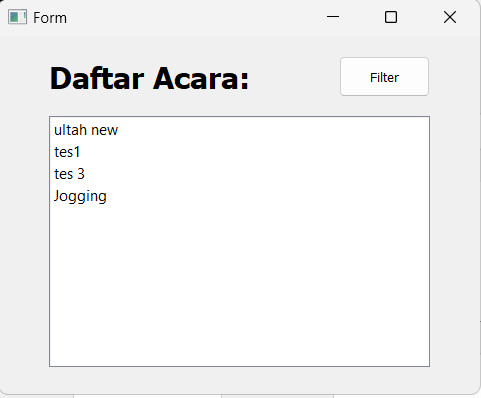 Form
Daftar Acara:
Filter
ultah new
tes1
tes 3
Jogging